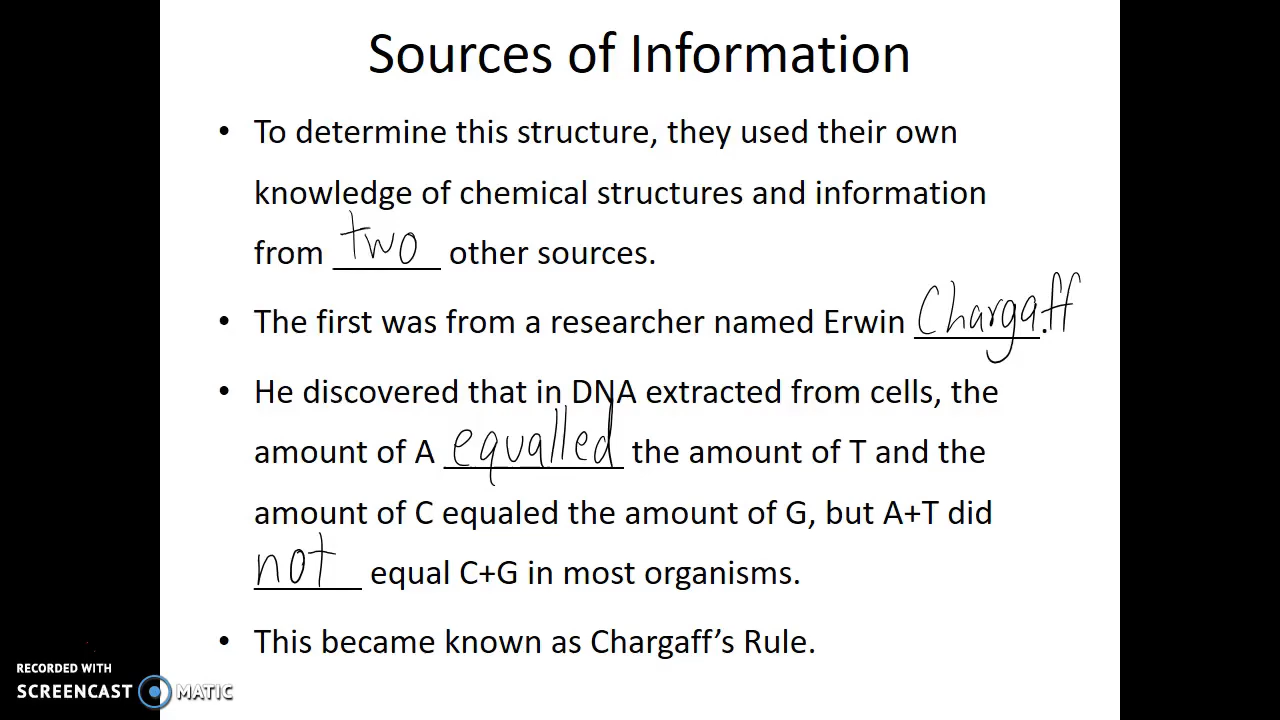 Sources of Information
• To determine this structure, they used their own
knowledge of chemical structures and information
from two other sources.
• The first was from a researcher named Erwin Chargaff.
• He discovered that in DNA extracted from cells, the
amount of A equalled the amount of T and the
amount of C equaled the amount of G, but A+T did
not equal C+G in most organisms.
• This became known as Chargaff’s Rule.
RECORDED WITH
SCREENCAST MATIC